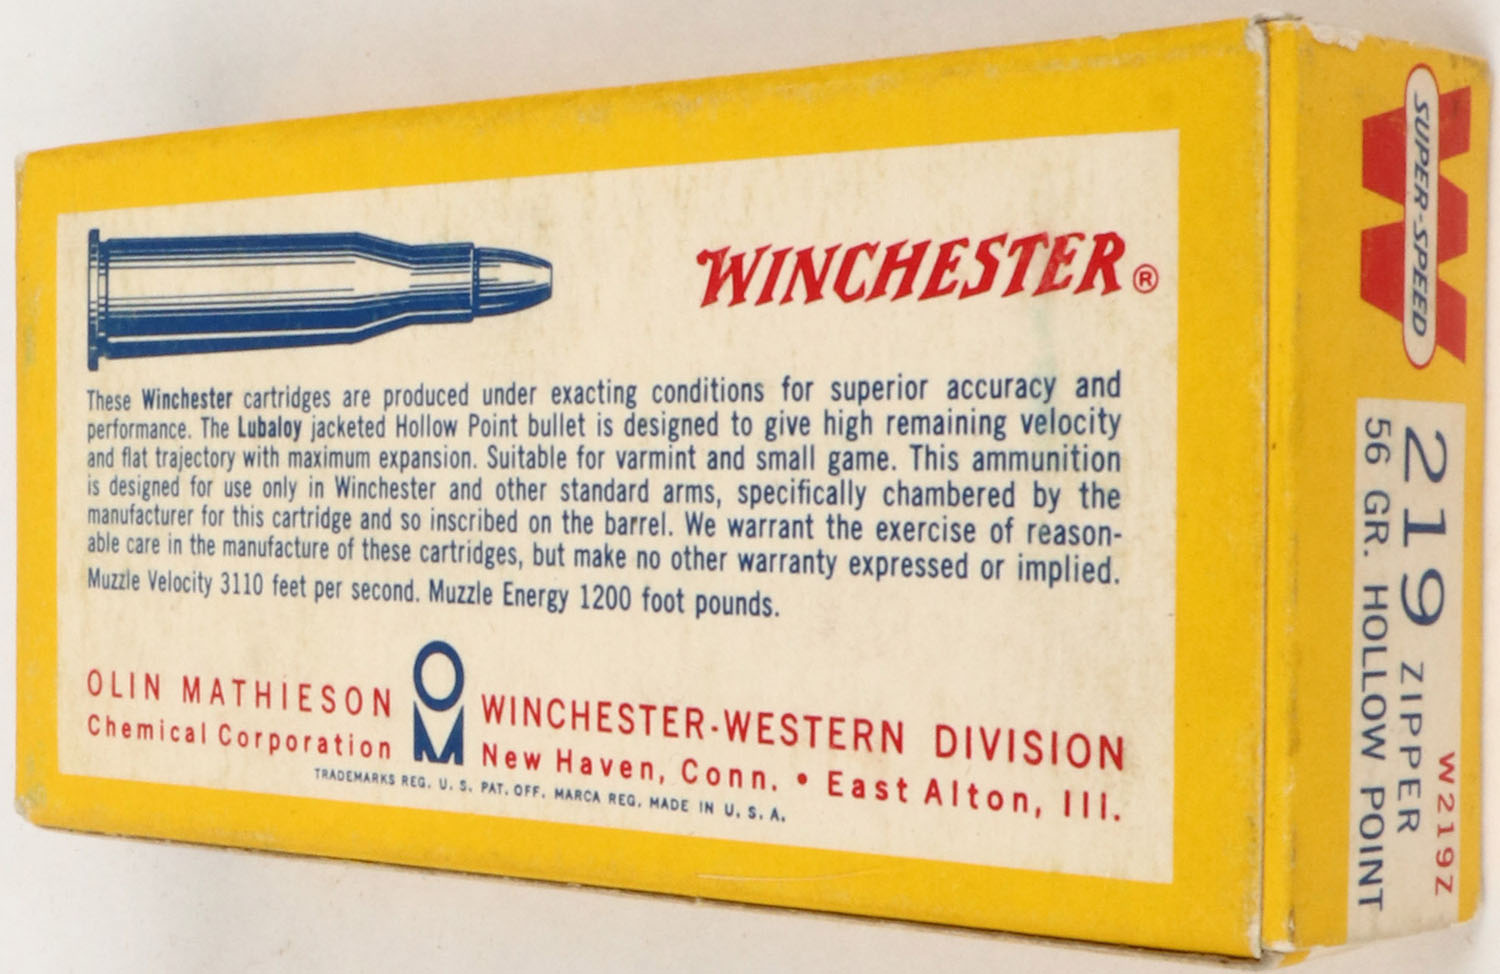 WINCHESTER®
These Winchester cartridges are produced under exacting conditions for superior accuracy and
performance. The Lubaloy jacketed Hollow Point bullet is designed to give high remaining velocity
and flat trajectory with maximum expansion. Suitable for varmint and small game. This ammunition
is designed for use only in Winchester and other standard arms, specifically chambered by the
manufacturer for this cartridge and so inscribed on the barrel. We warrant the exercise of reason-
able care in the manufacture of these cartridges, but make no other warranty expressed or implied.
Muzzle Velocity 3110 feet per second. Muzzle Energy 1200 foot pounds.
OLIN MATHIESON
Chemical Corporation
OM
WINCHESTER-WESTERN DIVISION
New Haven, Conn. • East Alton, Ill.
TRADEMARKS REG. U. S. PAT. OFF. MARCA REG. MADE IN U. S. A.
W
SUPER-SPEED
W219Z
219 ZIPPER
56 GR. HOLLOW POINT